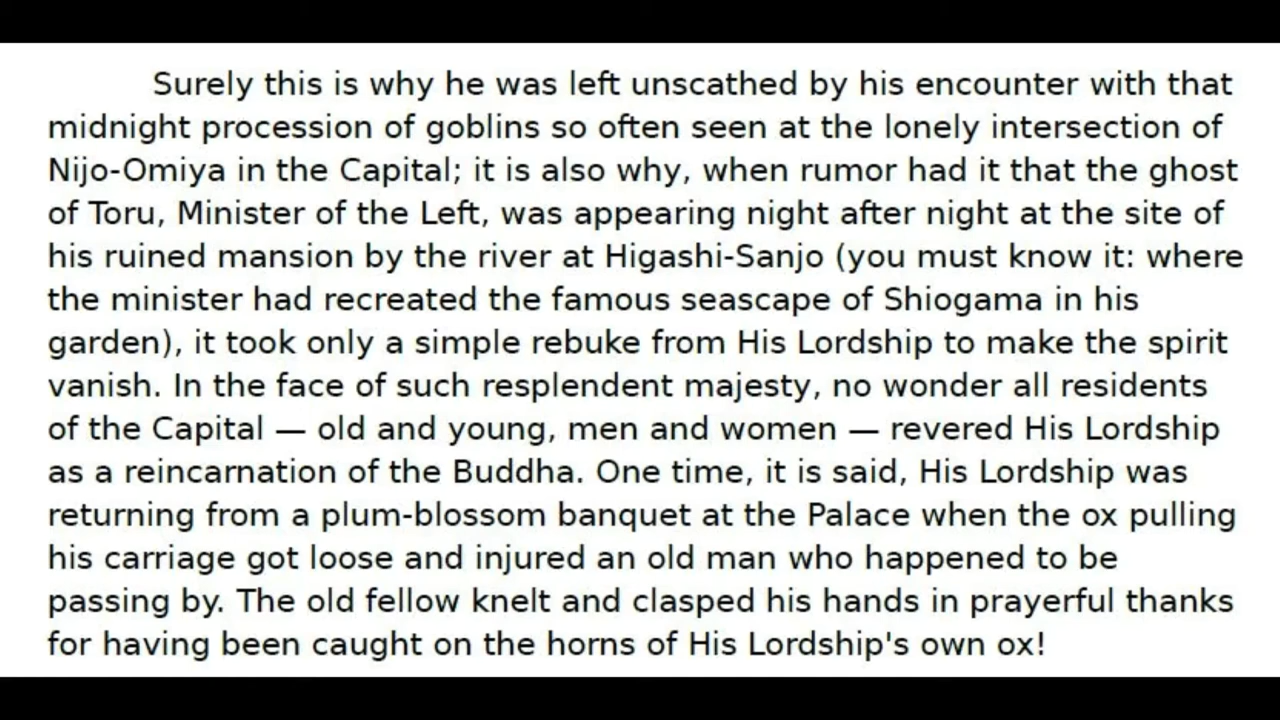 Surely this is why he was left unscathed by his encounter with that
midnight procession of goblins so often seen at the lonely intersection of
Nijo-Omiya in the Capital; it is also why, when rumor had it that the ghost
of Toru, Minister of the Left, was appearing night after night at the site of
his ruined mansion by the river at Higashi-Sanjo (you must know it: where
the minister had recreated the famous seascape of Shiogama in his
garden), it took only a simple rebuke from His Lordship to make the spirit
vanish. In the face of such resplendent majesty, no wonder all residents
of the Capital — old and young, men and women — revered His Lordship
as a reincarnation of the Buddha. One time, it is said, His Lordship was
returning from a plum-blossom banquet at the Palace when the ox pulling
his carriage got loose and injured an old man who happened to be
passing by. The old fellow knelt and clasped his hands in prayerful thanks
for having been caught on the horns of His Lordship's own ox!